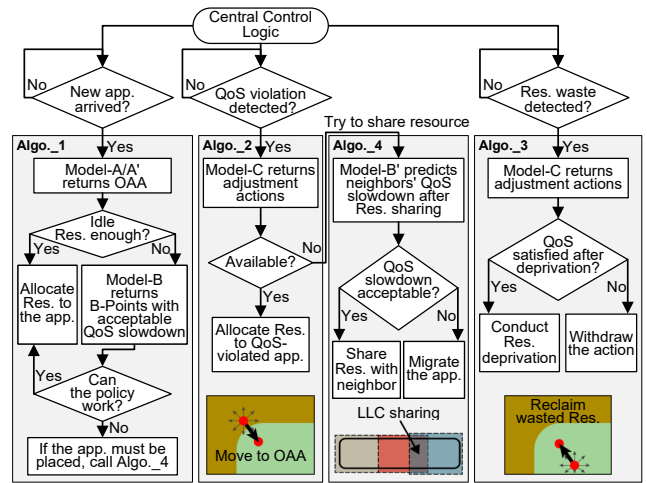 Central Control
Logic
No
New app.
arrived?
No
QoS violation
detected?
No
Res. waste
detected?
Try to share resource
Algo._1
Yes
Model-A/A'
returns OAA
Idle
Res. enough?
Yes
No
Allocate
Res. to
the app.
Model-B
returns
B-Points with
acceptable
QoS slowdown
Yes
Can
the policy
work?
No
If the app. must be
placed, call Algo._4
Algo._2
Yes
Model-C returns
adjustment
actions
No
Available?
Yes
Allocate Res.
to QoS-
violated app.
Move to OAA
Algo._4
Model-B' predicts
neighbors' QoS
slowdown after
Res. sharing
QoS
slowdown
acceptable?
Yes
No
Share
Res. with
neighbor
Migrate
the app.
LLC sharing
Algo._3
Yes
Model-C returns
adjustment actions
QoS
satisfied after
deprivation?
Yes
No
Conduct
Res.
deprivation
Withdraw
the action
Reclaim
wasted Res.